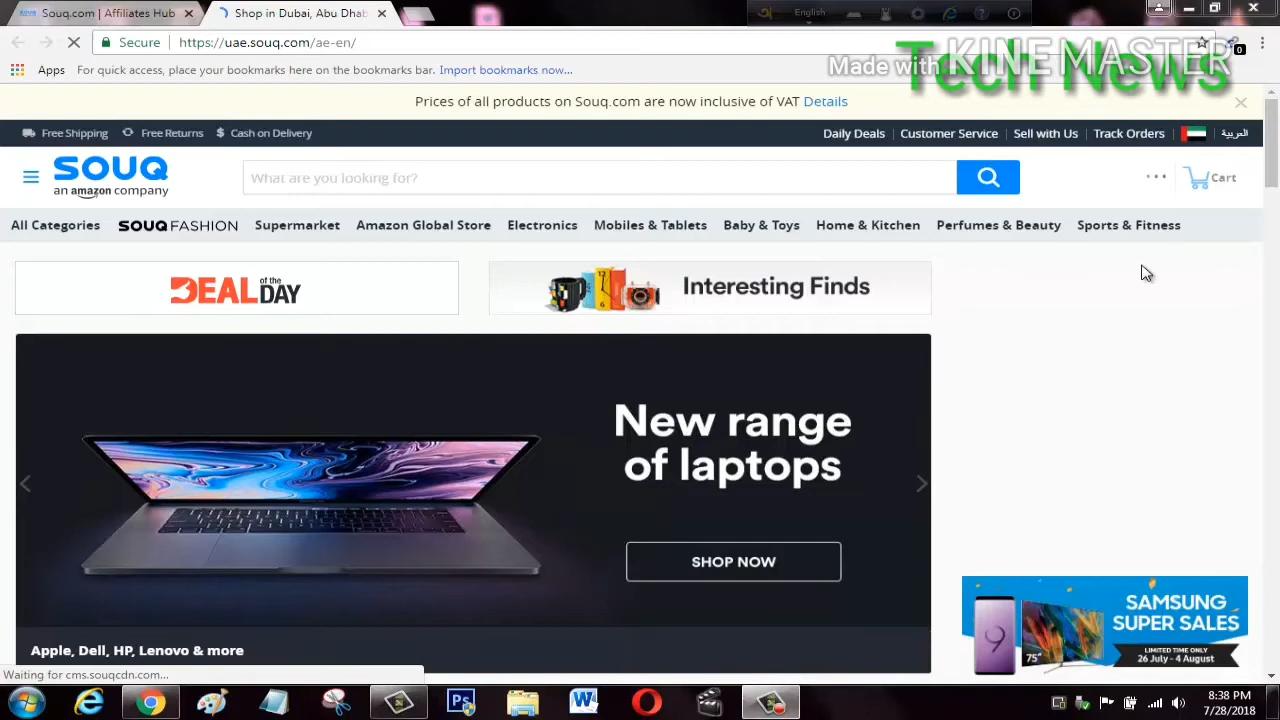 Souq.com | Affiliates Hub
Shop in Dubai, Abu Dhab
English
Secure
https://uae.souq.com/ae-en/
Made with KINEMASTER
Tech News
Apps
For quick access, place your bookmarks here on the bookmarks bar. Import bookmarks now...
Prices of all products on Souq.com are now inclusive of VAT Details
Free Shipping
Free Returns
Cash on Delivery
Daily Deals
Customer Service
Sell with Us
Track Orders
العربية
SOUQ
an amazon company
What are you looking for?
Cart
All Categories
SOUQ FASHION
Supermarket
Amazon Global Store
Electronics
Mobiles & Tablets
Baby & Toys
Home & Kitchen
Perfumes & Beauty
Sports & Fitness
DEAL of the DAY
Interesting Finds
New range
of laptops
SHOP NOW
Apple, Dell, HP, Lenovo & more
SAMSUNG
SUPER SALES
LIMITED TIME ONLY
26 July - 4 August
9
75"
Waiting for cms.souqcdn.com...
Ps
W
8:38 PM
7/28/2018